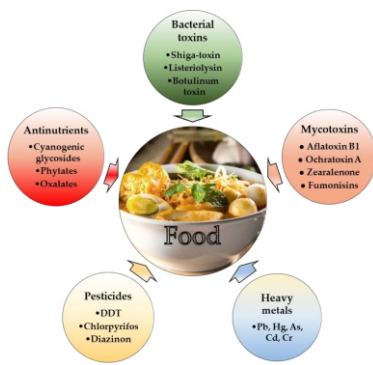 Bacterial
toxins
•Shiga-toxin
•Listeriolysin
•Botulinum
toxin
Antinutrients
•Cyanogenic
glycosides
•Phytates
•Oxalates
Mycotoxins
• Aflatoxin B1
• Ochratoxin A
• Zearalenone
• Fumonisins
Food
Pesticides
•DDT
•Chlorpyrifos
•Diazinon
Heavy
metals
•Pb, Hg, As,
Cd, Cr